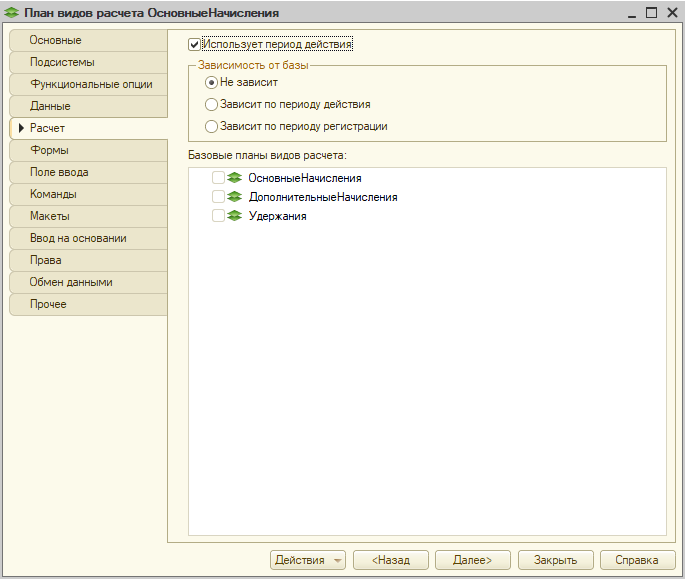 План видов расчета ОсновныеНачисления
Основные
Подсистемы
Функциональные опции
Данные
Расчет
Формы
Поле ввода
Команды
Макеты
Ввод на основании
Права
Обмен данными
Прочее
Использует период действия
Зависимость от базы
Не зависит
Зависит по периоду действия
Зависит по периоду регистрации
Базовые планы видов расчета:
ОсновныеНачисления
ДополнительныеНачисления
Удержания
Действия
<Назад
Далее>
Закрыть
Справка